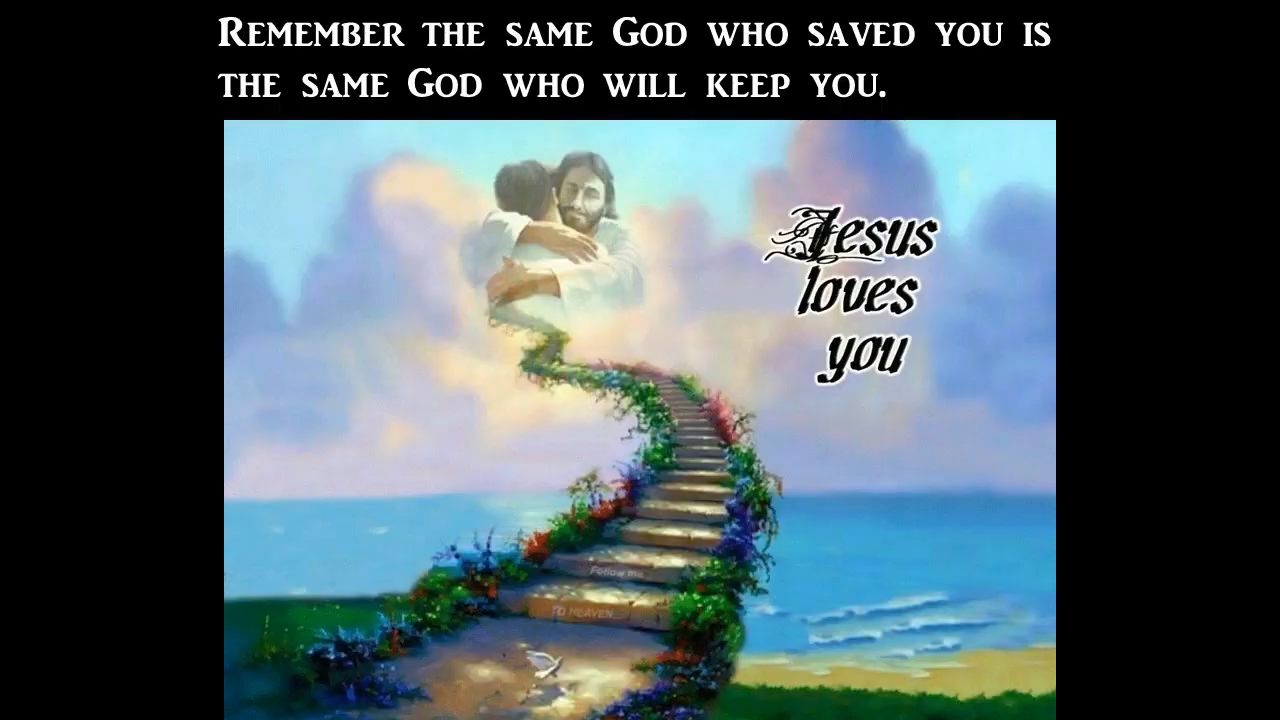 Remember the same God who saved you is
the same God who will keep you.
Jesus
loves
you
Follow me
TO HEAVEN